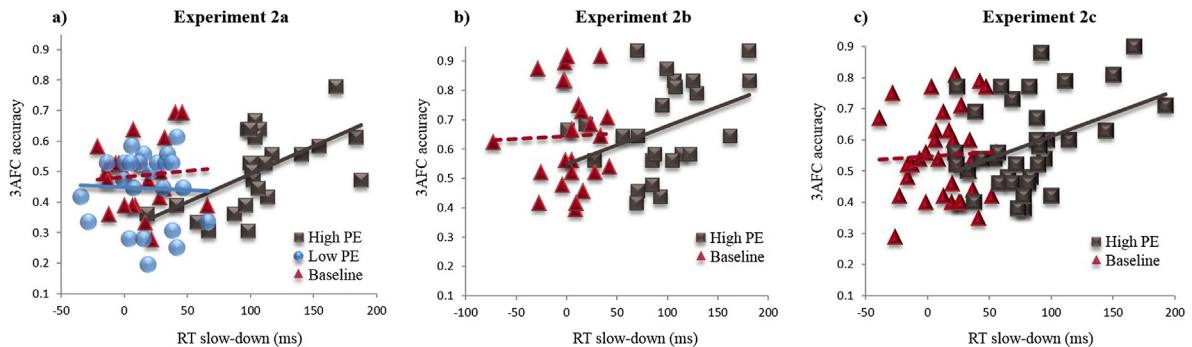 a) Experiment 2a
3AFC accuracy
0.9
0.8
0.7
0.6
0.5
0.4
0.3
0.2
0.1
High PE
Low PE
Baseline
-50 0 50 100 150 200
RT slow-down (ms)
b) Experiment 2b
3AFC accuracy
0.9
0.8
0.7
0.6
0.5
0.4
0.3
0.2
0.1
High PE
Baseline
-100 -50 0 50 100 150 200
RT slow-down (ms)
c) Experiment 2c
3AFC accuracy
0.9
0.8
0.7
0.6
0.5
0.4
0.3
0.2
0.1
High PE
Baseline
-50 0 50 100 150 200
RT slow-down (ms)